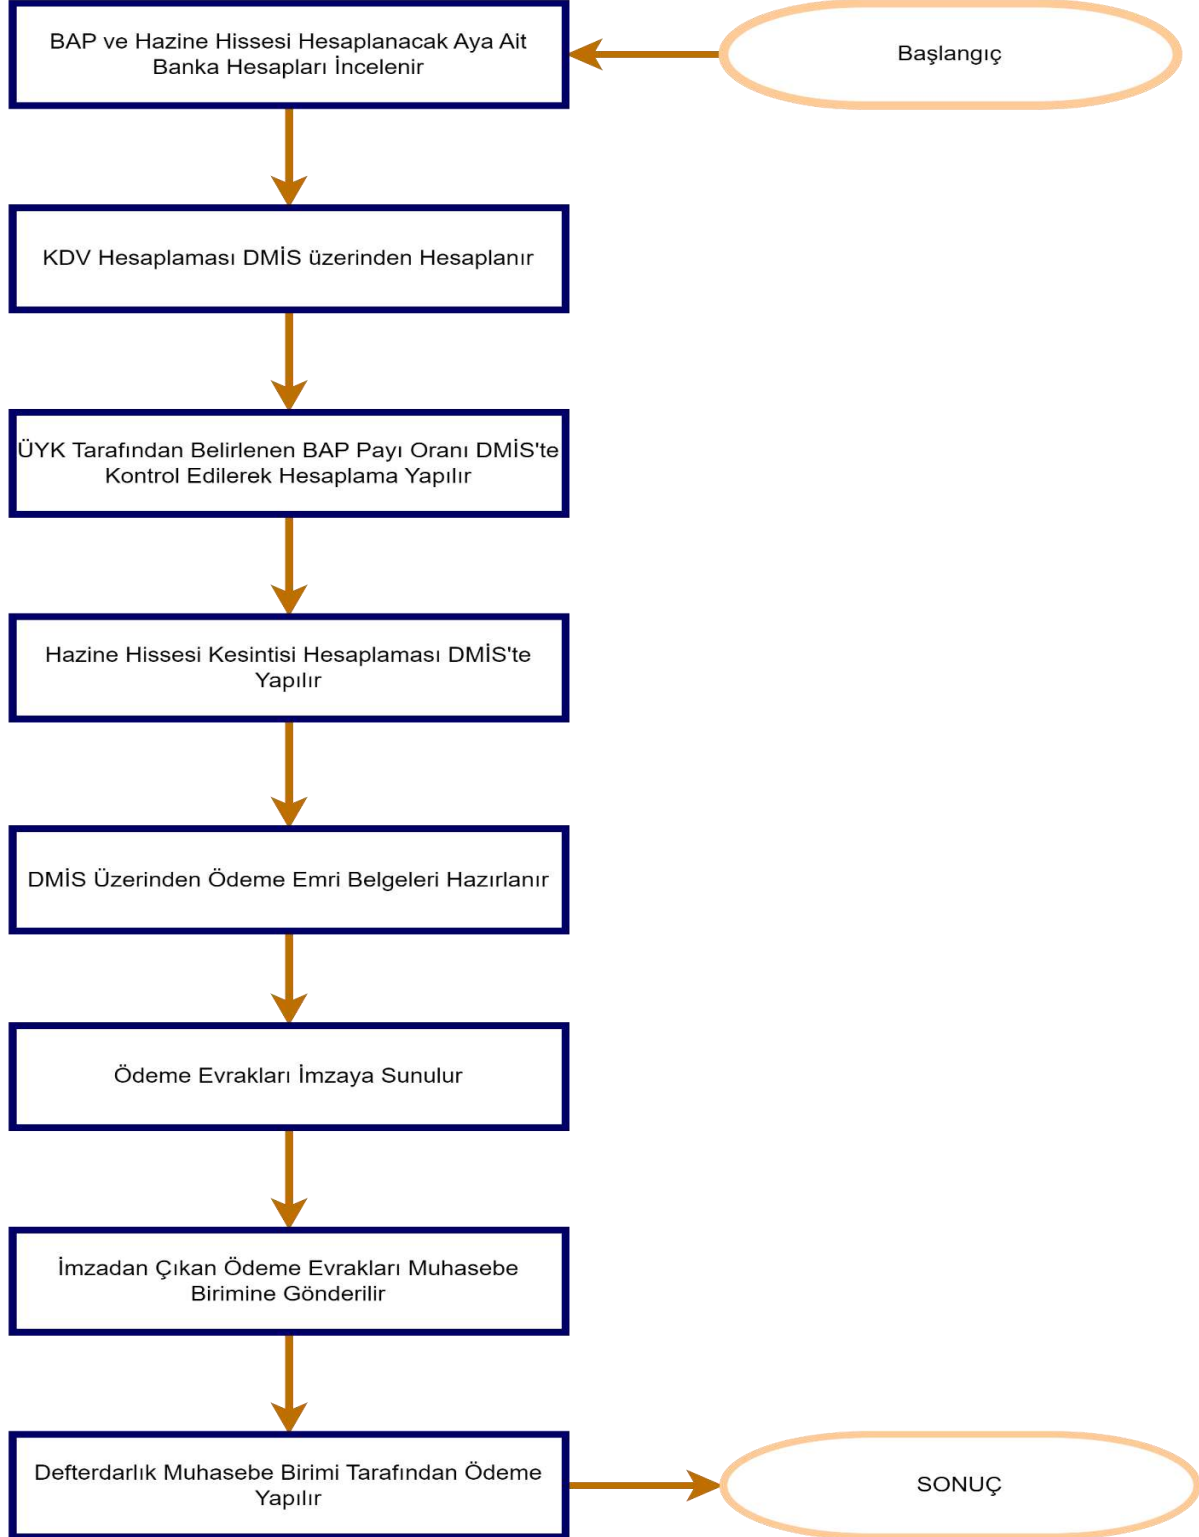 Başlangıç
BAP ve Hazine Hissesi Hesaplanacak Aya Ait
Banka Hesapları İncelenir
KDV Hesaplaması DMİS üzerinden Hesaplanır
ÜYK Tarafından Belirlenen BAP Payı Oranı DMİS'te
Kontrol Edilerek Hesaplama Yapılır
Hazine Hissesi Kesintisi Hesaplaması DMİS'te
Yapılır
DMİS Üzerinden Ödeme Emri Belgeleri Hazırlanır
Ödeme Evrakları İmzaya Sunulur
İmzadan Çıkan Ödeme Evrakları Muhasebe
Birimine Gönderilir
Defterdarlık Muhasebe Birimi Tarafından Ödeme
Yapılır
SONUÇ